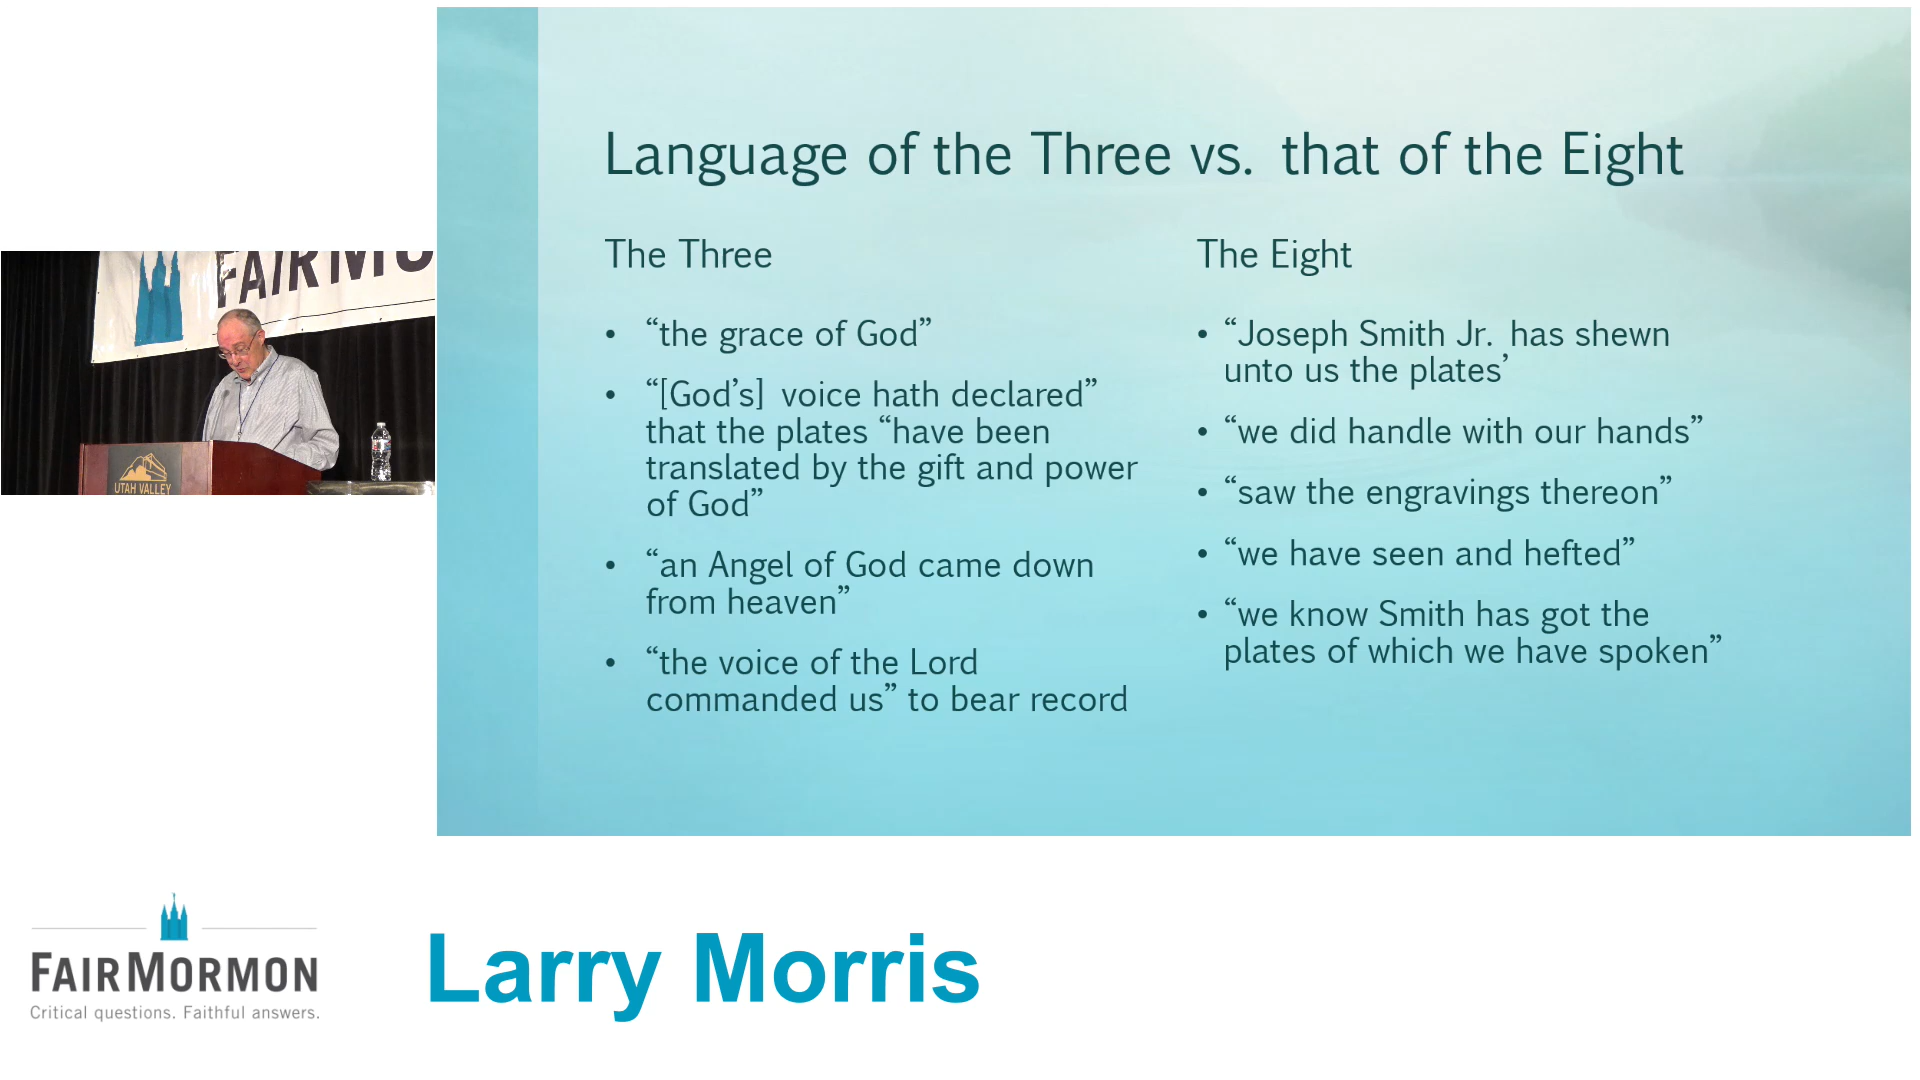 Language of the Three vs. that of the Eight
The Three
• “the grace of God”
• “[God’s] voice hath declared”
that the plates “have been
translated by the gift and power
of God”
• “an Angel of God came down
from heaven”
• “the voice of the Lord
commanded us” to bear record
The Eight
• “Joseph Smith Jr. has shewn
unto us the plates’
• “we did handle with our hands”
• “saw the engravings thereon”
• “we have seen and hefted”
• “we know Smith has got the
plates of which we have spoken”
FAIRMO
UTAH VALLEY
FAIRMORMON
Critical questions. Faithful answers.
Larry Morris